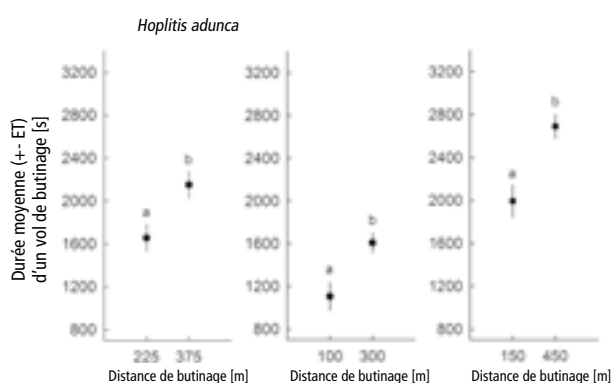 Hoplitis adunca
Durée moyenne (+- ET)
d'un vol de butinage [s]
3200
2800
2400
2000
1600
1200
800
a
b
225 375
Distance de butinage [m]
3200
2800
2400
2000
1600
1200
800
a
b
100 300
Distance de butinage [m]
3200
2800
2400
2000
1600
1200
800
a
b
150 450
Distance de butinage [m]